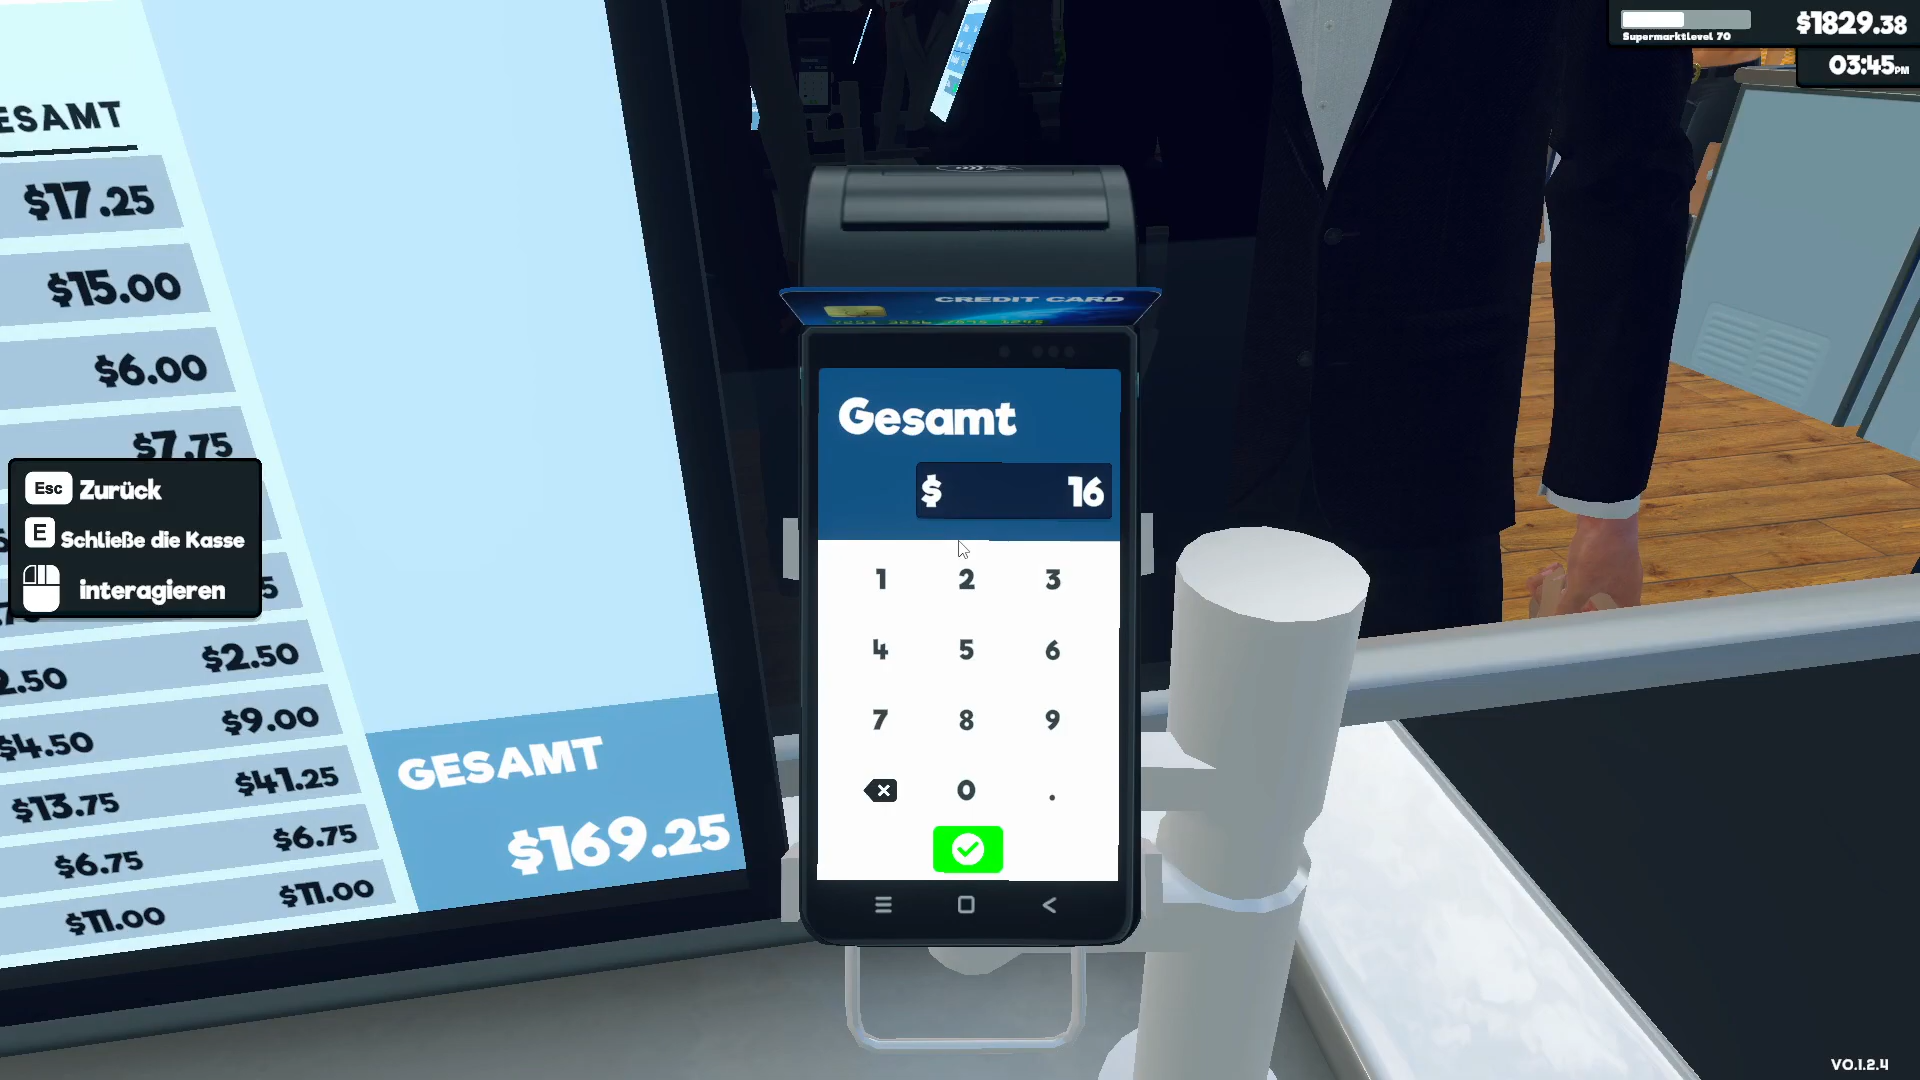 $1829.38
Supermarktlevel 70
03:45PM
ESAMT
$17.25
$15.00
$6.00
$7.75
Esc Zurück
E Schließe die Kasse
interagieren
5
2.50 $2.50
$4.50 $9.00
$13.75 $41.25
$6.75 $6.75
$11.00 $11.00
GESAMT
$169.25
CREDIT CARD
Gesamt
$ 16
1 2 3
4 5 6
7 8 9
0 .
V0.1.2.4